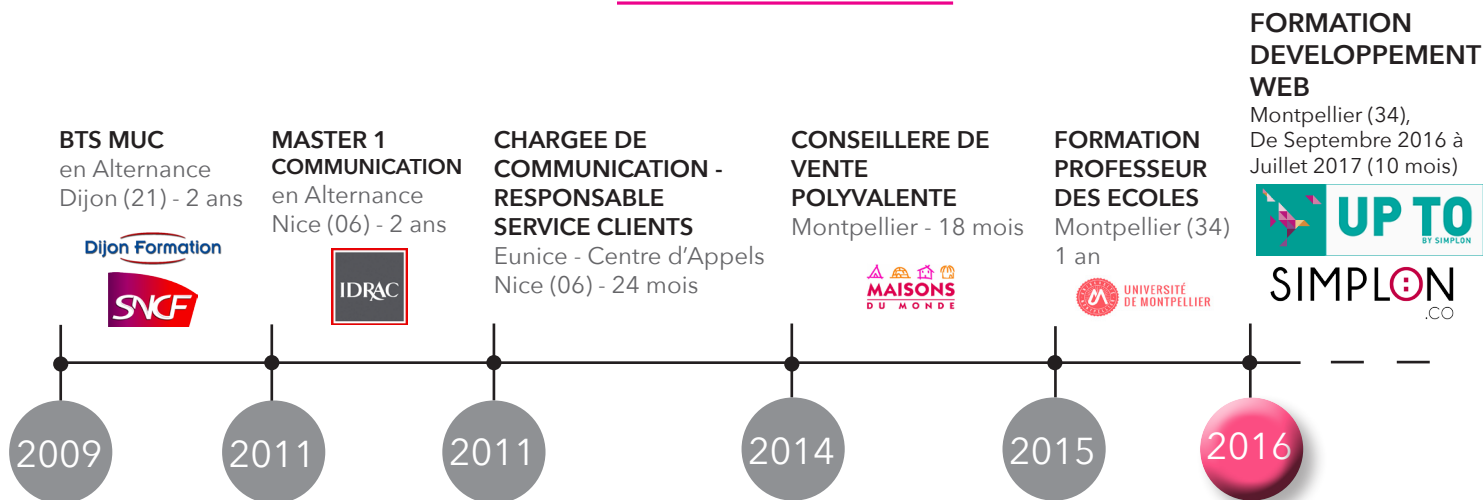 BTS MUC
en Alternance
Dijon (21) - 2 ans
Dijon Formation
SNCF
2009
MASTER 1
COMMUNICATION
en Alternance
Nice (06) - 2 ans
IDRAC
2011
CHARGEE DE
COMMUNICATION -
RESPONSABLE
SERVICE CLIENTS
Eunice - Centre d’Appels
Nice (06) - 24 mois
2011
CONSEILLERE DE
VENTE
POLYVALENTE
Montpellier - 18 mois
MAISONS
DU MONDE
2014
FORMATION
PROFESSEUR
DES ECOLES
Montpellier (34)
1 an
UNIVERSITÉ
DE MONTPELLIER
2015
FORMATION
DEVELOPPEMENT
WEB
Montpellier (34),
De Septembre 2016 à
Juillet 2017 (10 mois)
UP TO
BY SIMPLON
SIMPLON
.CO
2016